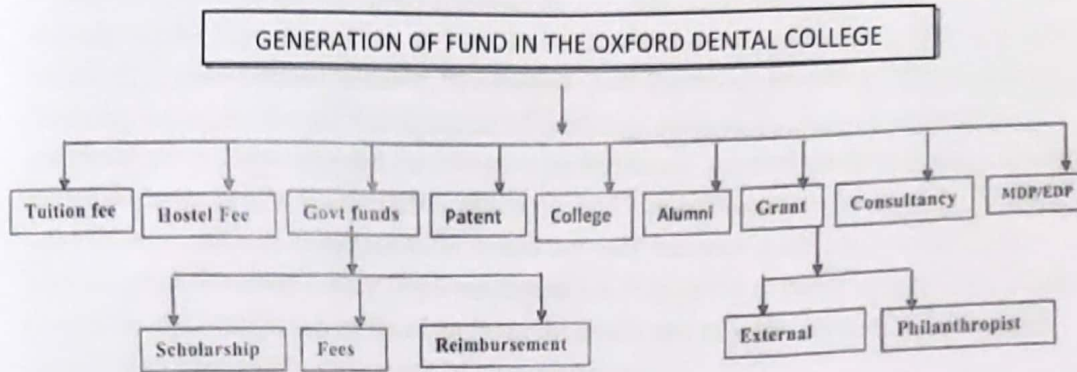 GENERATION OF FUND IN THE OXFORD DENTAL COLLEGE
Tuition fee
Hostel Fee
Govt funds
Patent
College
Alumni
Grant
Consultancy
MDP/EDP
Scholarship
Fees
Reimbursement
External
Philanthropist